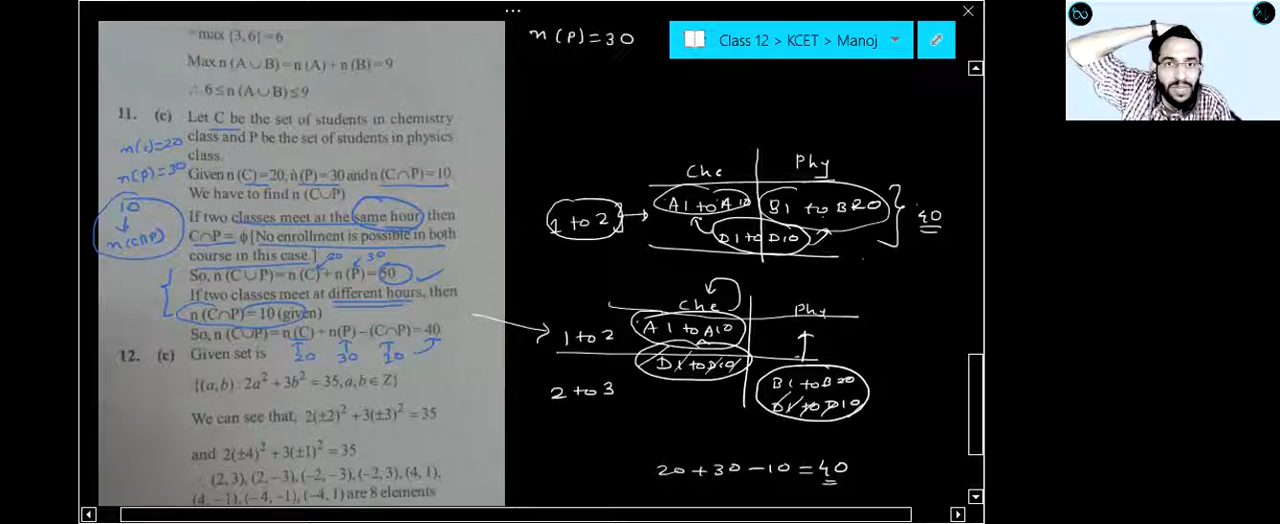 = max {3, 6} = 6
Max n (A ∪ B) = n (A) + n (B) = 9
∴ 6 ≤ n (A ∪ B) ≤ 9
11. (c) Let C be the set of students in chemistry
class and P be the set of students in physics
class.
Given n (C) = 20, n (P) = 30 and n (C∩P) = 10.
We have to find n (C∪P)
If two classes meet at the same hour then
C∩P = ϕ [No enrollment is possible in both
course in this case.]
So, n (C∪P) = n (C) + n (P) = 50
If two classes meet at different hours, then
n (C∩P) = 10 (given)
So, n (C∪P) = n (C) + n(P) − (C∩P) = 40
12. (c) Given set is
{(a, b) : 2a² + 3b² = 35, a, b ∈ Z}
We can see that, 2(±2)² + 3(±3)² = 35
and 2(±4)² + 3(±1)² = 35
∴ (2, 3), (2, −3), (−2, −3), (−2, 3), (4, 1),
(4, −1), (−4, −1), (−4, 1) are 8 elements
n(C)=20
n(P)=30
10
n(C∩P)
20 30
20 30 10
n (P) = 30
Class 12 > KCET > Manoj
Che Phy
1 to 2 A1 to A10 B1 to B20 40
D1 to D10
Che Phy
1 to 2 A1 to A10
D1 to D10
2 to 3 B1 to B20
D1 to D10
20 + 30 − 10 = 40